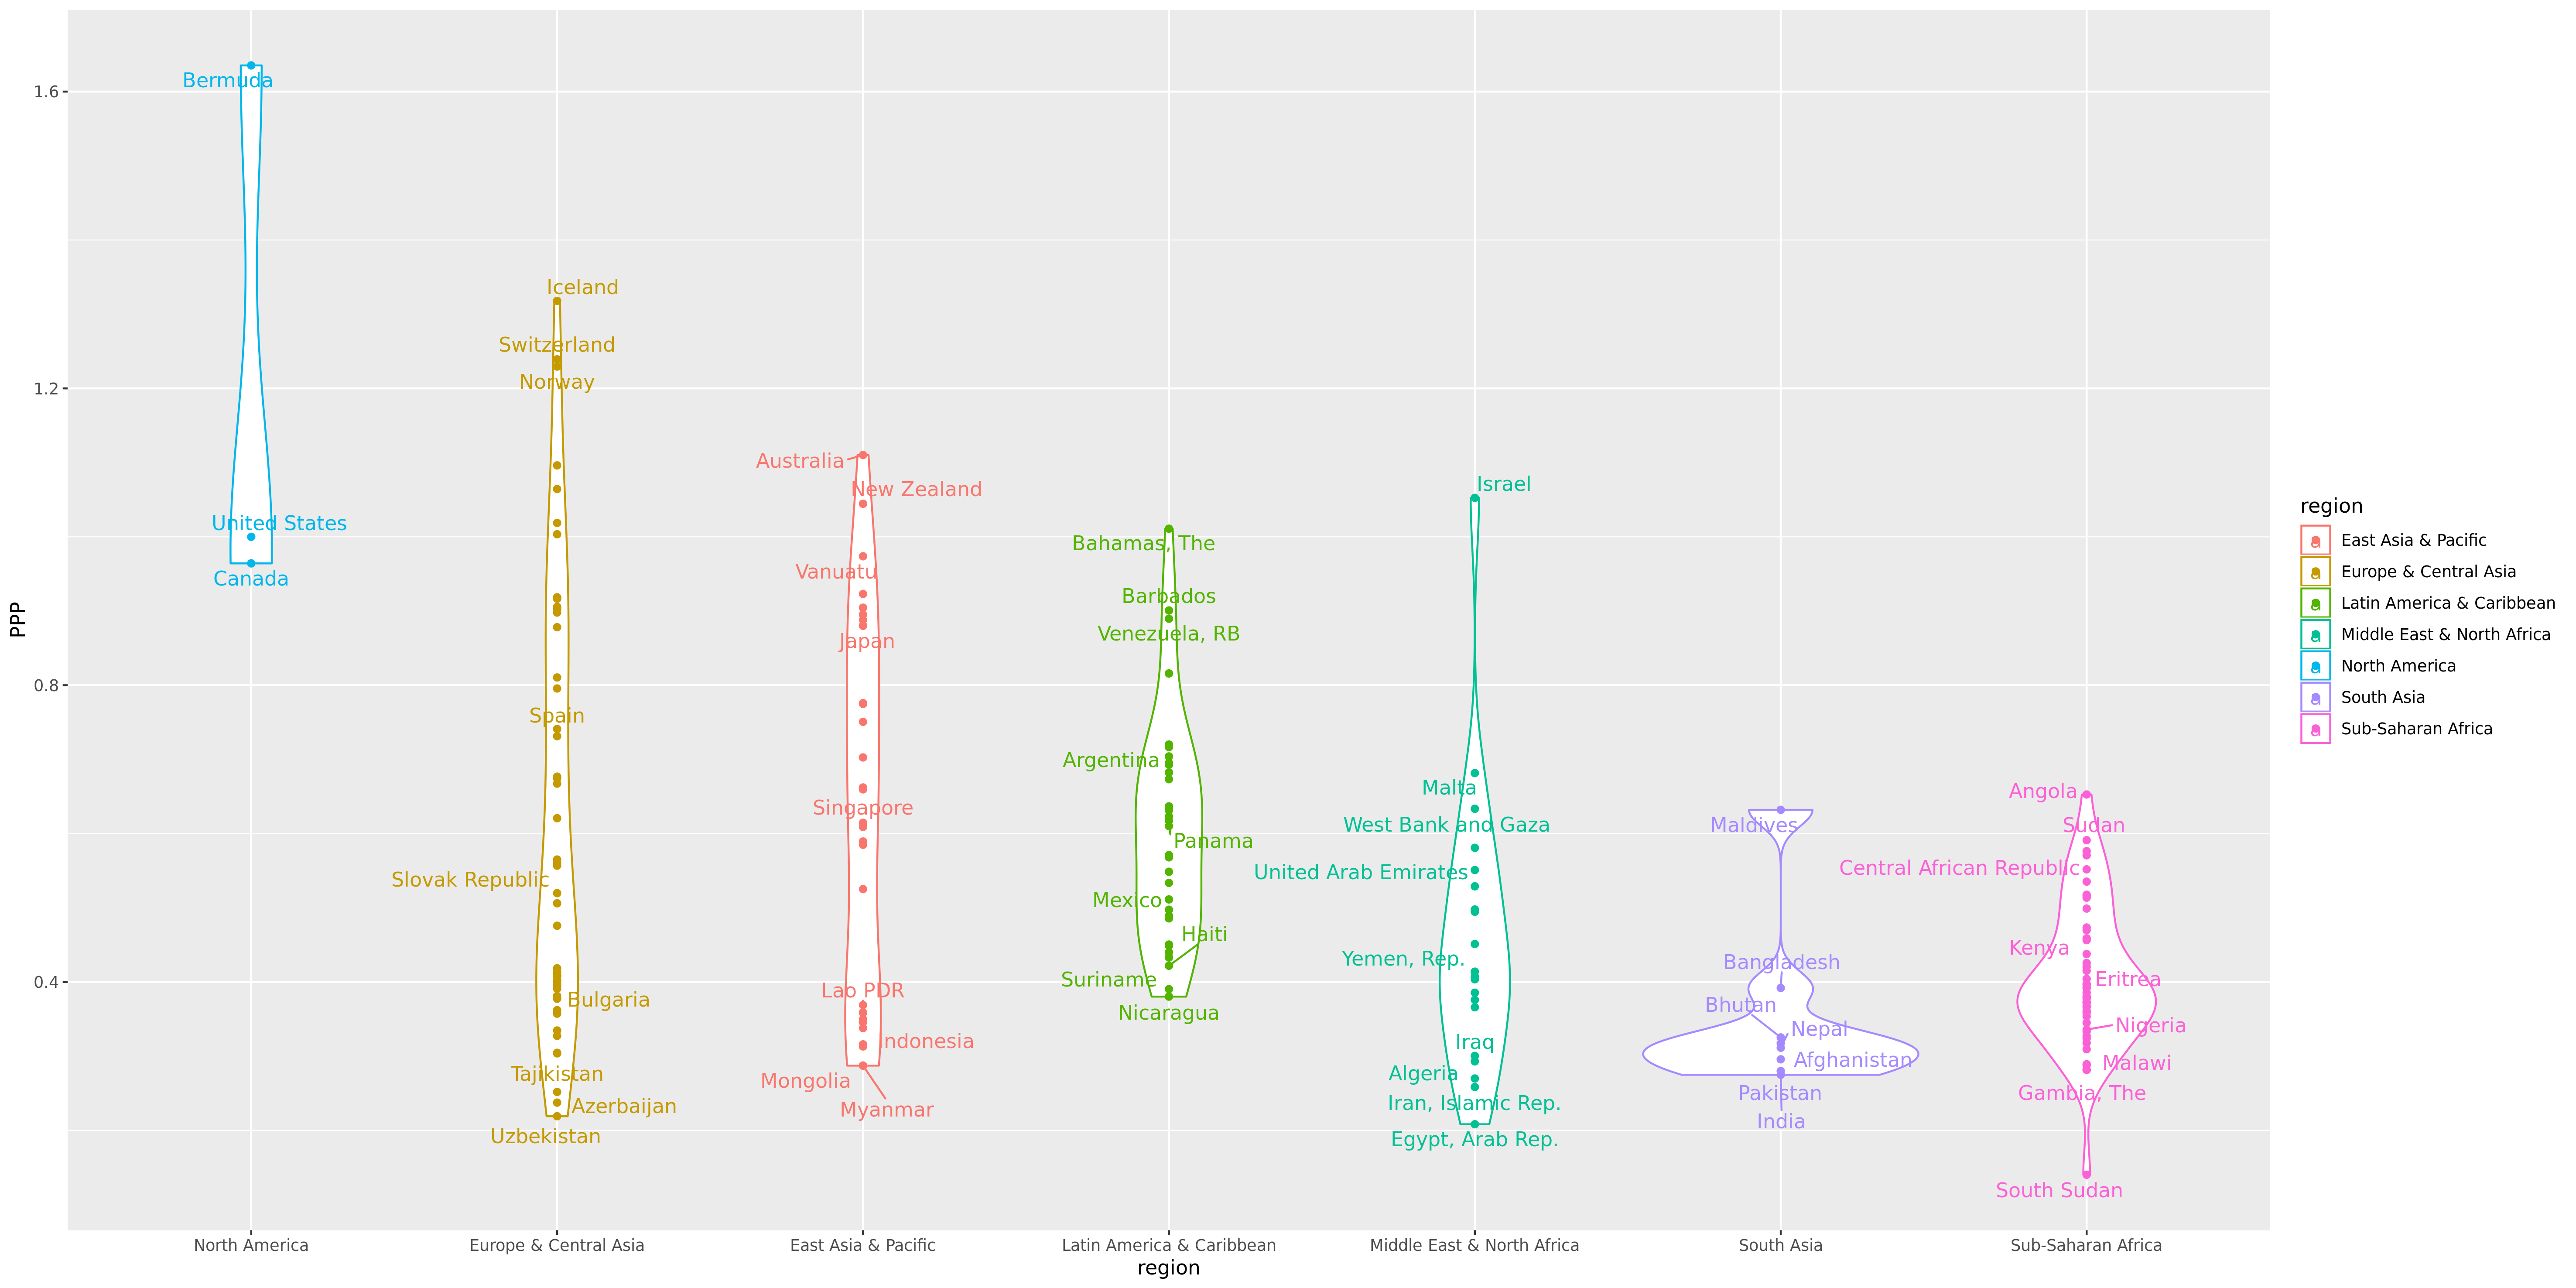 PPP
1.6
1.2
0.8
0.4
Bermuda
United States
Canada
Iceland
Switzerland
Norway
Spain
Slovak Republic
Bulgaria
Tajikistan
Azerbaijan
Uzbekistan
Australia
New Zealand
Vanuatu
Japan
Singapore
Lao PDR
Indonesia
Mongolia
Myanmar
Bahamas, The
Barbados
Venezuela, RB
Argentina
Panama
Mexico
Haiti
Suriname
Nicaragua
Israel
Malta
West Bank and Gaza
United Arab Emirates
Yemen, Rep.
Iraq
Algeria
Iran, Islamic Rep.
Egypt, Arab Rep.
Maldives
Bangladesh
Bhutan
Nepal
Afghanistan
Pakistan
India
Angola
Sudan
Central African Republic
Kenya
Eritrea
Nigeria
Malawi
Gambia, The
South Sudan
North America
Europe & Central Asia
East Asia & Pacific
Latin America & Caribbean
Middle East & North Africa
South Asia
Sub-Saharan Africa
region
region
a East Asia & Pacific
a Europe & Central Asia
a Latin America & Caribbean
a Middle East & North Africa
a North America
a South Asia
a Sub-Saharan Africa